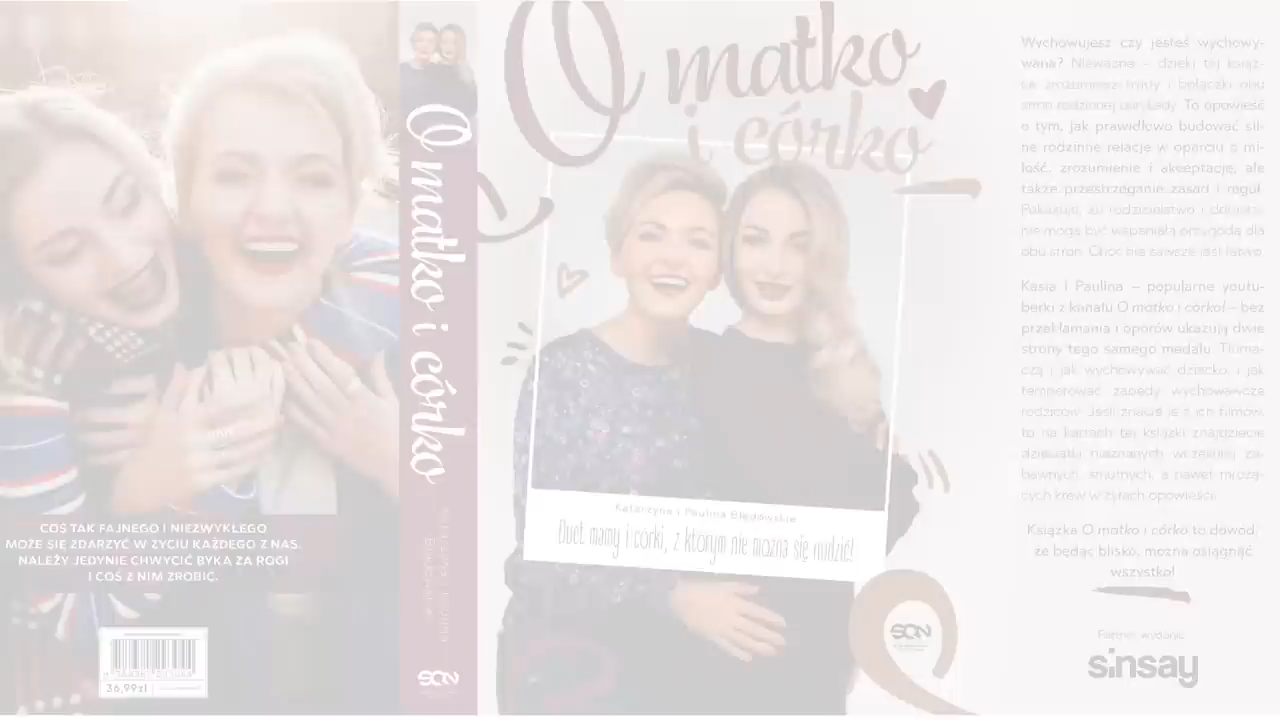 COŚ TAK FAJNEGO I NIEZWYKŁEGO
MOŻE SIĘ ZDARZYĆ W ŻYCIU KAŻDEGO Z NAS.
NALEŻY JEDYNIE CHWYCIĆ BYKA ZA ROGI
I COŚ Z NIM ZROBIĆ.
36,99zł
O matko i córko
SQN
O matko
i córko
Katarzyna i Paulina Błędowskie
Duet mamy i córki, z którym nie można się nudzić!
SQN
Wychowujesz czy jesteś wychowy-
wana? Nieważne – dzięki tej książ-
ce zrozumiesz trudy i bolączki obu
stron rodzinnej barykady. To opowieść
o tym, jak prawidłowo budować sil-
ne rodzinne relacje w oparciu o mi-
łość, zrozumienie i akceptację, ale
także przestrzeganie zasad i reguł.
Pokazuje, że rodzicielstwo i
nie mogą być wspaniałą przygodą dla
obu stron. Choć nie zawsze jest łatwo.
Kasia i Paulina – popularne youtu-
berki z kanału O matko i córko! – bez
przekłamania i oporów ukazują dwie
strony tego samego medalu. Tłuma-
czą i jak wychowywać dziecko, i jak
temperować zapędy wychowawcze
rodziców. Jeśli znacie je z ich filmów,
to na kartach tej książki znajdziecie
dziesiątki nieznanych wcześniej, za-
bawnych, smutnych, a nawet mrożą-
cych krew w żyłach opowieści.
Książka O matko i córko to dowód,
że będąc blisko, można osiągnąć
wszystko!
Partner wydania
sinsay